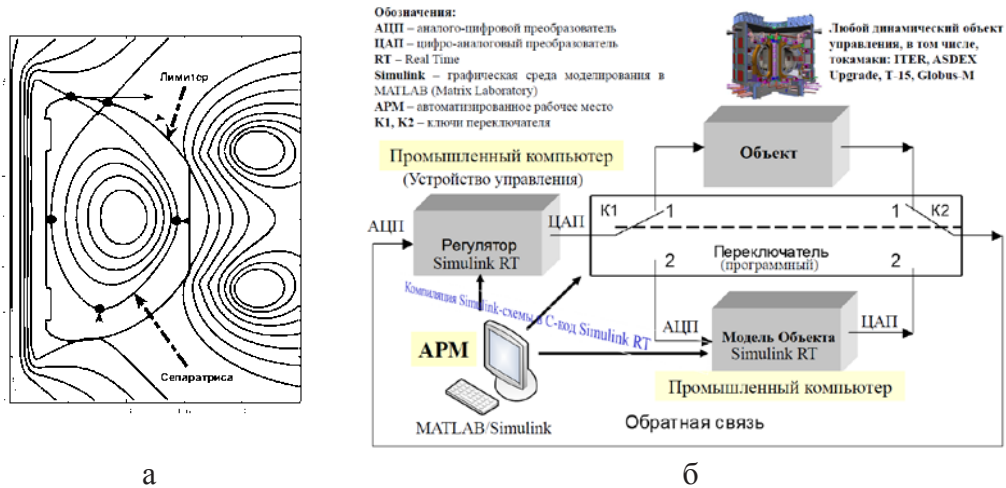 Лимитер
Сепаратриса
а
Обозначения:
АЦП – аналого-цифровой преобразователь
ЦАП – цифро-аналоговый преобразователь
RT – Real Time
Simulink – графическая среда моделирования в
MATLAB (Matrix Laboratory)
АРМ – автоматизированное рабочее место
К1, К2 – ключи переключателя
Любой динамический объект
управления, в том числе,
токамаки: ITER, ASDEX
Upgrade, T-15, Globus-M
Промышленный компьютер
(Устройство управления)
Объект
АЦП
Регулятор
Simulink RT
ЦАП
К1
1
1
К2
Переключатель
(программный)
2
2
Компиляция Simulink-схемы в С-код Simulink RT
АЦП
ЦАП
Модель Объекта
Simulink RT
АРМ
Промышленный компьютер
MATLAB/Simulink
Обратная связь
б